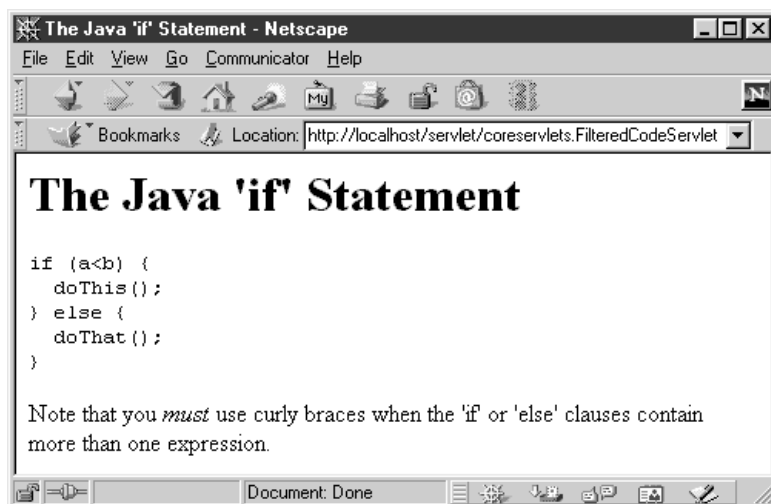 The Java 'if' Statement - Netscape
File Edit View Go Communicator Help
My
N
Bookmarks Location: http://localhost/servlet/coreservlets.FilteredCodeServlet
The Java 'if' Statement
if (a<b) {
  doThis();
} else {
  doThat();
}
Note that you must use curly braces when the 'if' or 'else' clauses contain
more than one expression.
Document: Done